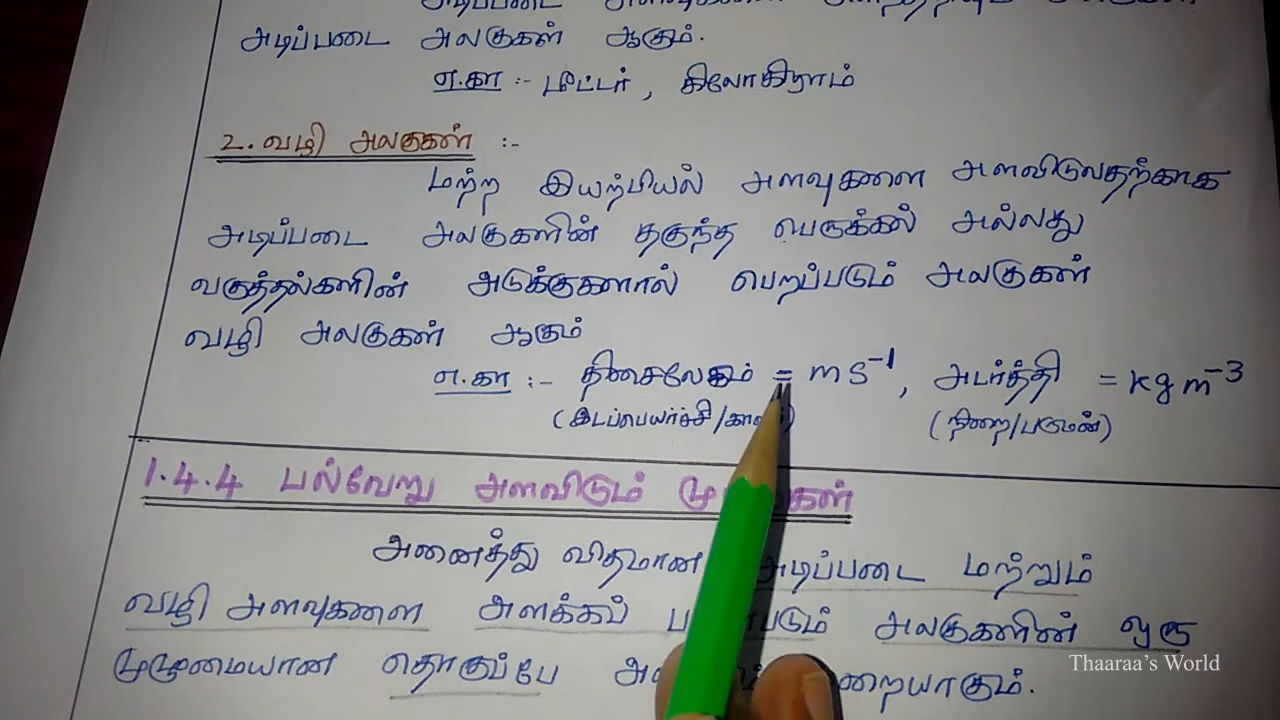 அடிப்படை அலகுகள் ஆகும்.
எ.கா :- மீட்டர் , கிலோகிராம்
2. வழி அலகுகள் :-
மற்ற இயற்பியல் அளவுகளை அளவிடுவதற்காக
அடிப்படை அலகுகளின் தகுந்த பெருக்கல் அல்லது
வகுத்தல்களின் அடுக்குகளால் பெறப்படும் அலகுகள்
வழி அலகுகள் ஆகும்
எ.கா :- திசைவேகம் = ms⁻¹, அடர்த்தி = kg m⁻³
(இடப்பெயர்ச்சி/ (நிறை/பருமன்)
1.4.4 பல்வேறு அளவிடும்
அனைத்து விதமான அடிப்படை மற்றும்
வழி அளவுகளை அளக்கப் அலகுகளின் ஒரு
முழுமையான தொகுப்பே
Thaaraa's World